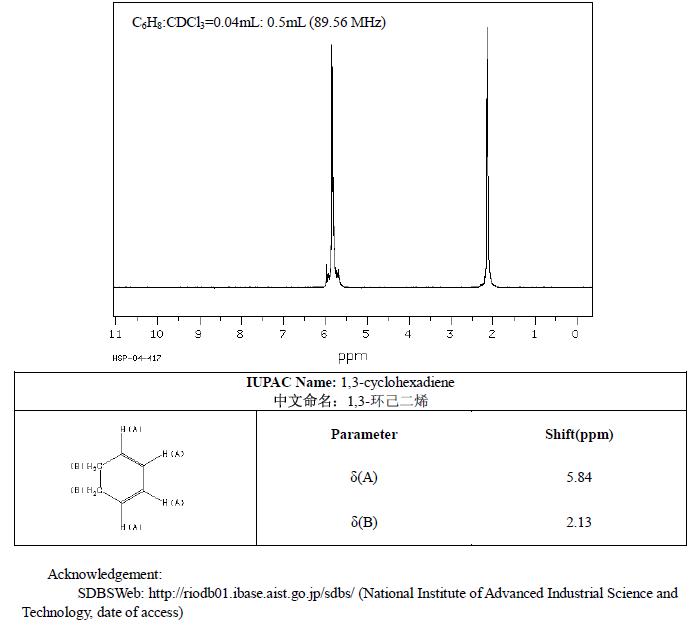 C₆H₈:CDCl₃=0.04mL: 0.5mL (89.56 MHz)
11 10 9 8 7 6 5 4 3 2 1 0
HSP-04-417 ppm
IUPAC Name: 1,3-cyclohexadiene
中文命名：1,3-环己二烯
H(A)
H(A)
(B)H₂C
(B)H₂C
H(A)
H(A)
Parameter Shift(ppm)
δ(A) 5.84
δ(B) 2.13
Acknowledgement:
SDBSWeb: http://riodb01.ibase.aist.go.jp/sdbs/ (National Institute of Advanced Industrial Science and
Technology, date of access)